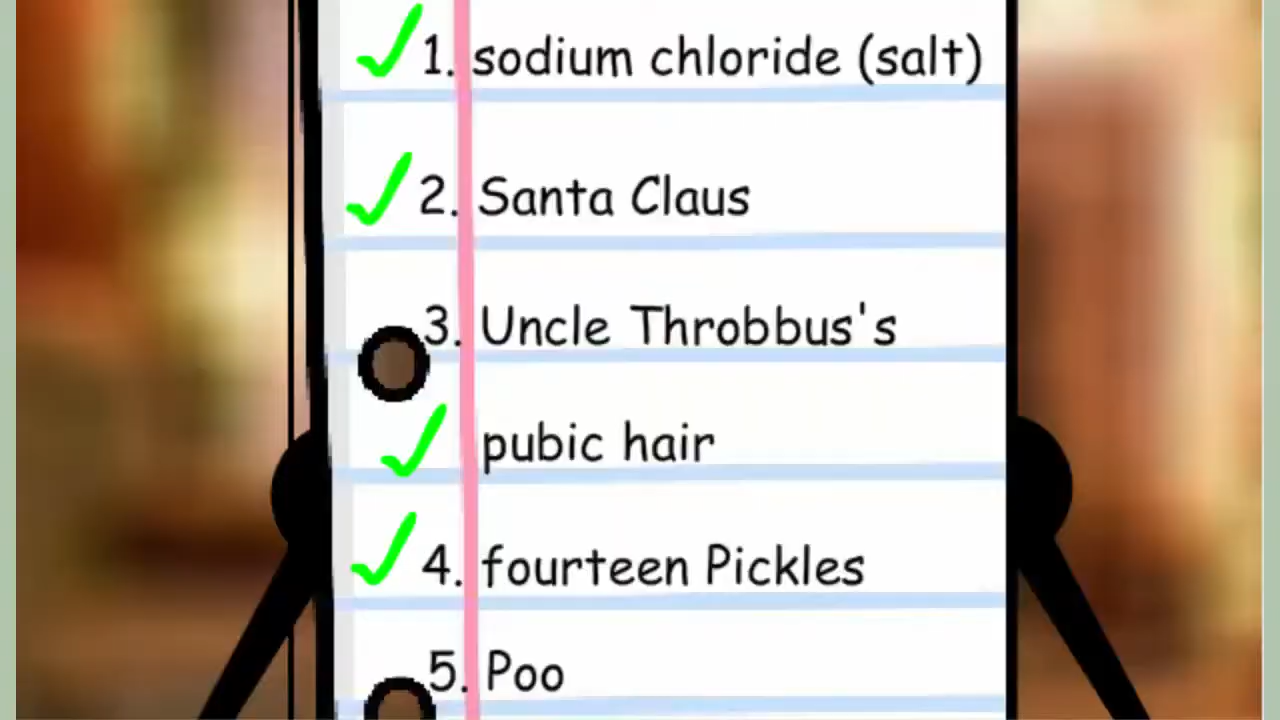 1. sodium chloride (salt)
2. Santa Claus
3. Uncle Throbbus's
pubic hair
4. fourteen Pickles
5. Poo